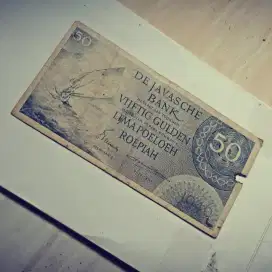 50
DE JAVASCHE
BANK
VIJFTIG GULDEN
LIMA POELOEH
ROEPIAH
50